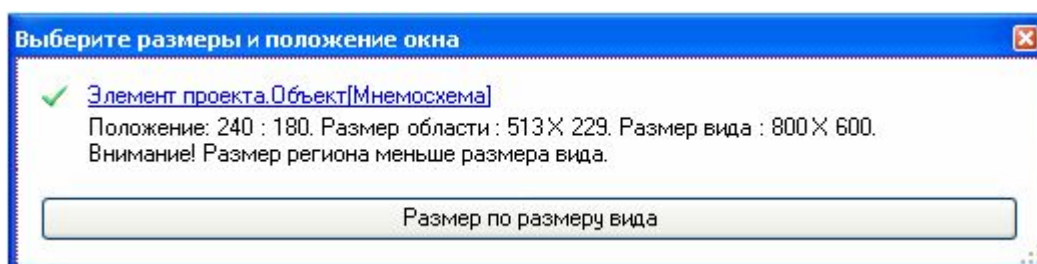 Выберите размеры и положение окна
Элемент проекта.Объект[Мнемосхема]
Положение: 240 : 180. Размер области : 513 X 229. Размер вида : 800 X 600.
Внимание! Размер региона меньше размера вида.
Размер по размеру вида